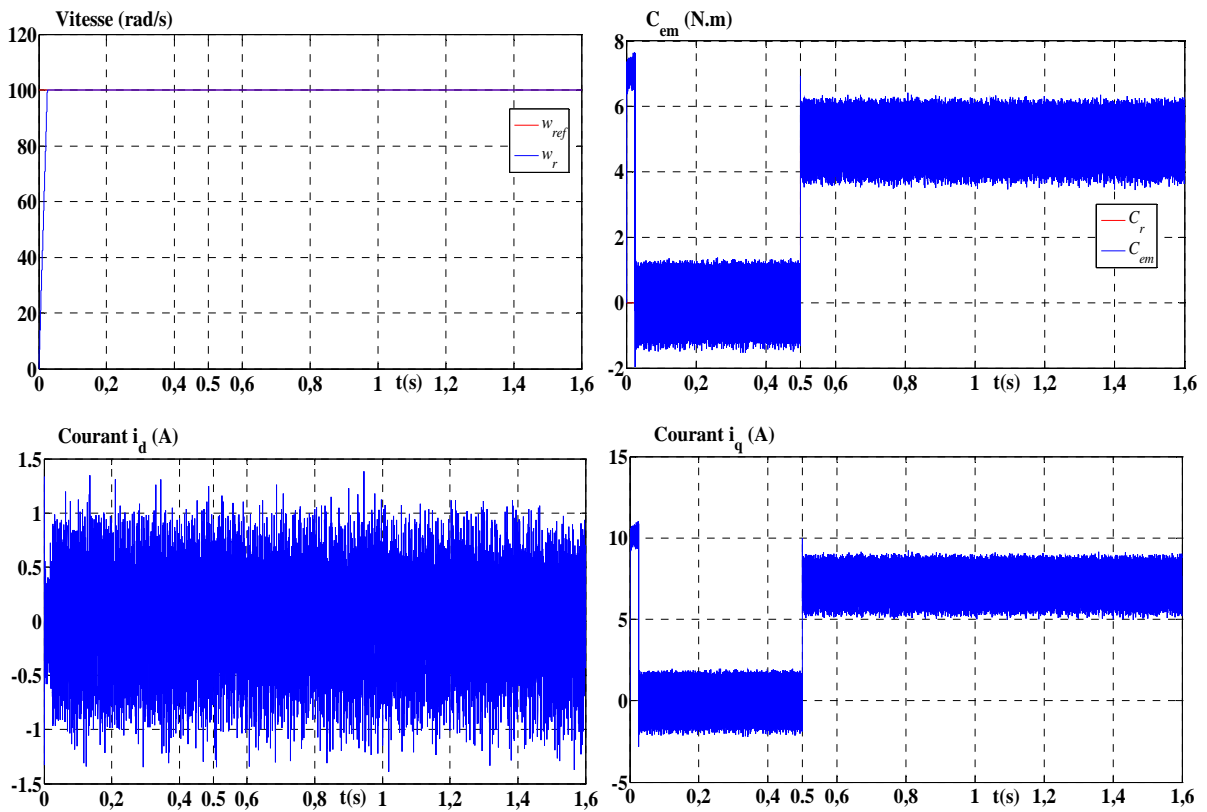 Vitesse (rad/s)
120
100
80
60
40
20
0
w_ref
w_r
0 0,2 0,4 0.5 0,6 0,8 1 t(s) 1,2 1,4 1,6
C_em (N.m)
8
6
4
2
0
-2
C_r
C_em
0 0,2 0,4 0.5 0,6 0,8 1 t(s) 1,2 1,4 1,6
Courant i_d (A)
1.5
1
0.5
0
-0.5
-1
-1.5
0 0,2 0,4 0.5 0,6 0,8 t(s) 1 1,2 1,4 1,6
Courant i_q (A)
15
10
5
0
-5
0 0,2 0,4 0.5 0,6 0,8 1 t(s) 1,2 1,4 1,6